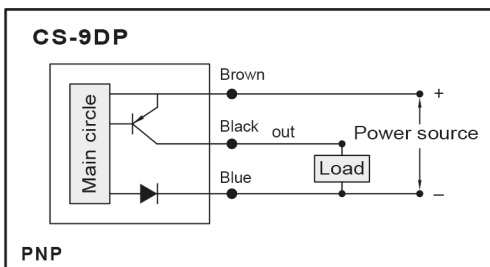 CS-9DP
Brown
+
Main circle
Black
out
Power source
Load
Blue
–
PNP